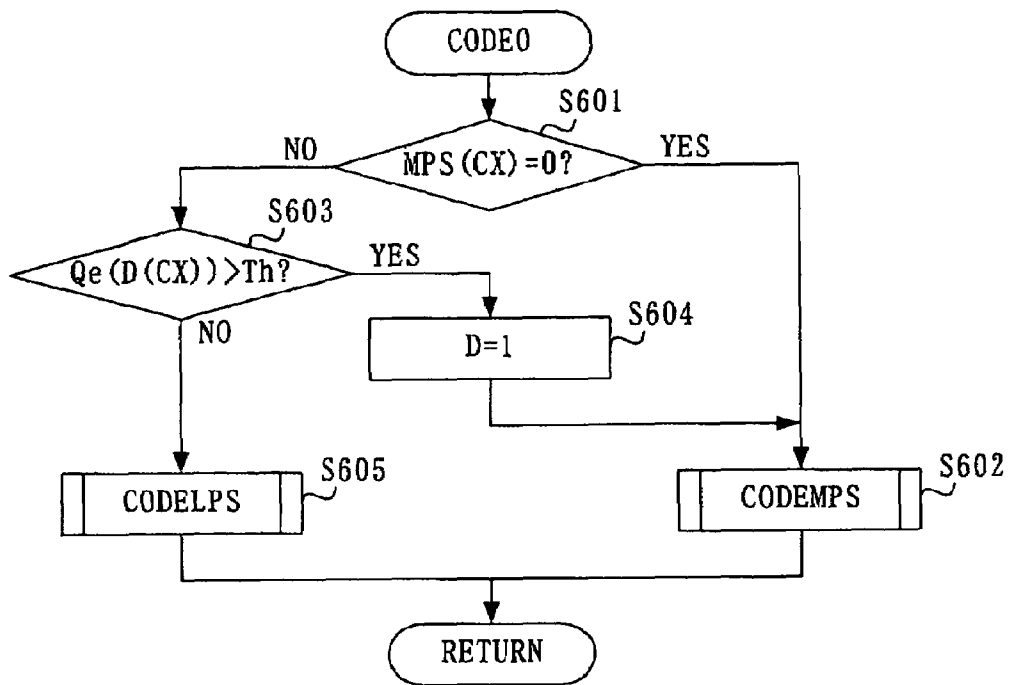 CODE0
S601
MPS(CX)=0?
NO
YES
S603
Qe(D(CX))>Th?
YES
NO
S604
D=1
S605
CODELPS
S602
CODEMPS
RETURN